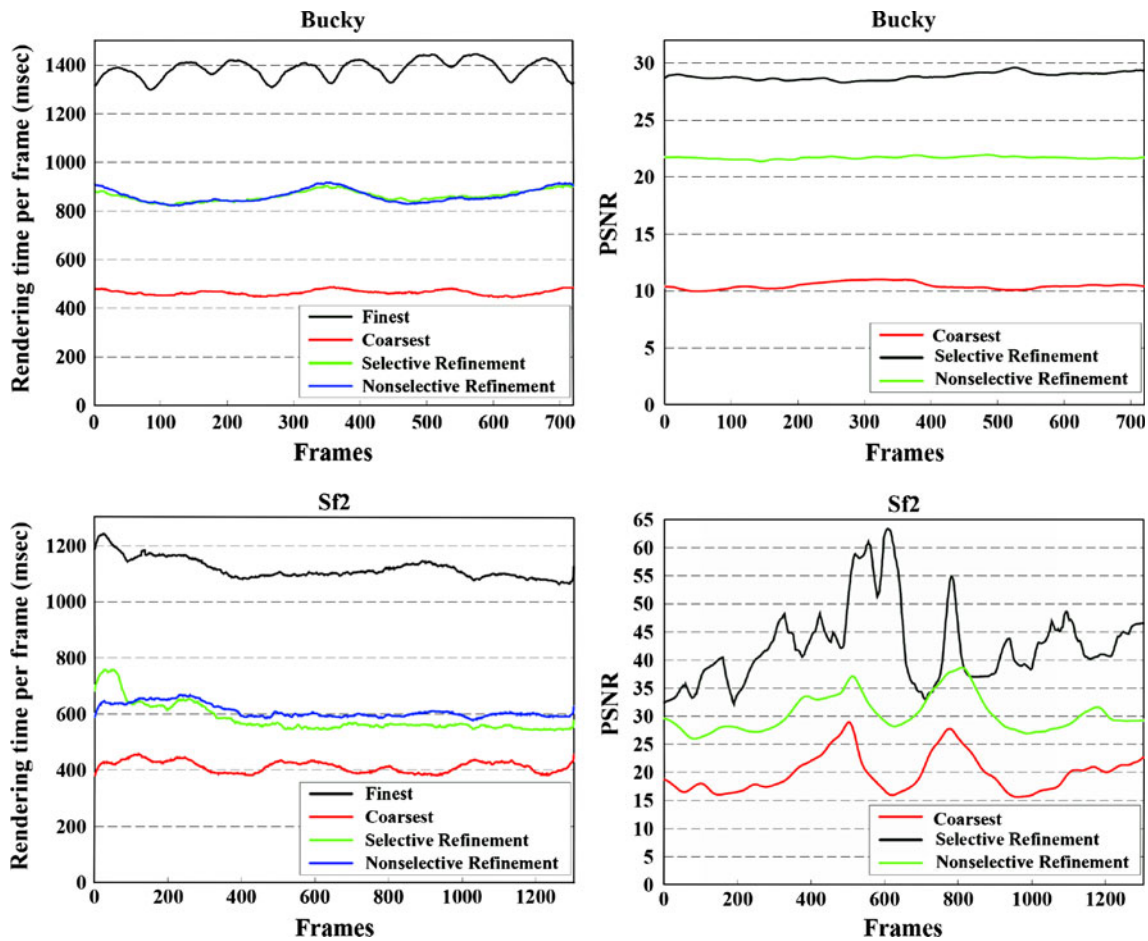 Bucky
Rendering time per frame (msec)
1400
1200
1000
800
600
400
200
0
Finest
Coarsest
Selective Refinement
Nonselective Refinement
0 100 200 300 400 500 600 700
Frames
Bucky
PSNR
30
25
20
15
10
5
0
Coarsest
Selective Refinement
Nonselective Refinement
0 100 200 300 400 500 600 700
Frames
Sf2
Rendering time per frame (msec)
1200
1000
800
600
400
200
0
Finest
Coarsest
Selective Refinement
Nonselective Refinement
0 200 400 600 800 1000 1200
Frames
Sf2
PSNR
65
60
55
50
45
40
35
30
25
20
15
10
5
0
Coarsest
Selective Refinement
Nonselective Refinement
0 200 400 600 800 1000 1200
Frames